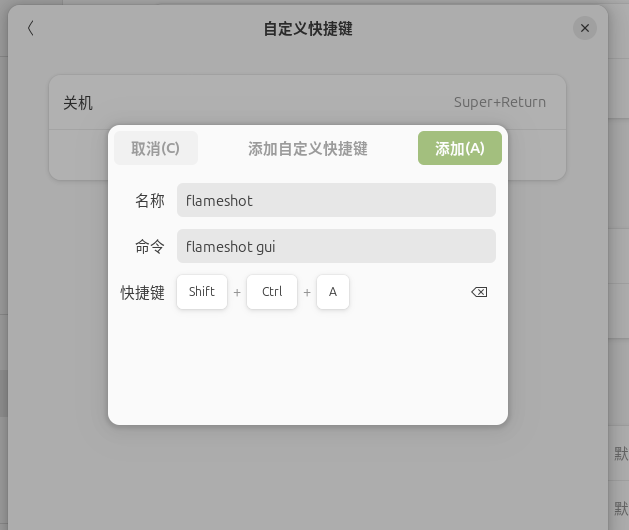 自定义快捷键
关机 Super+Return
取消(C) 添加自定义快捷键 添加(A)
名称 flameshot
命令 flameshot gui
快捷键 Shift + Ctrl + A
默
默